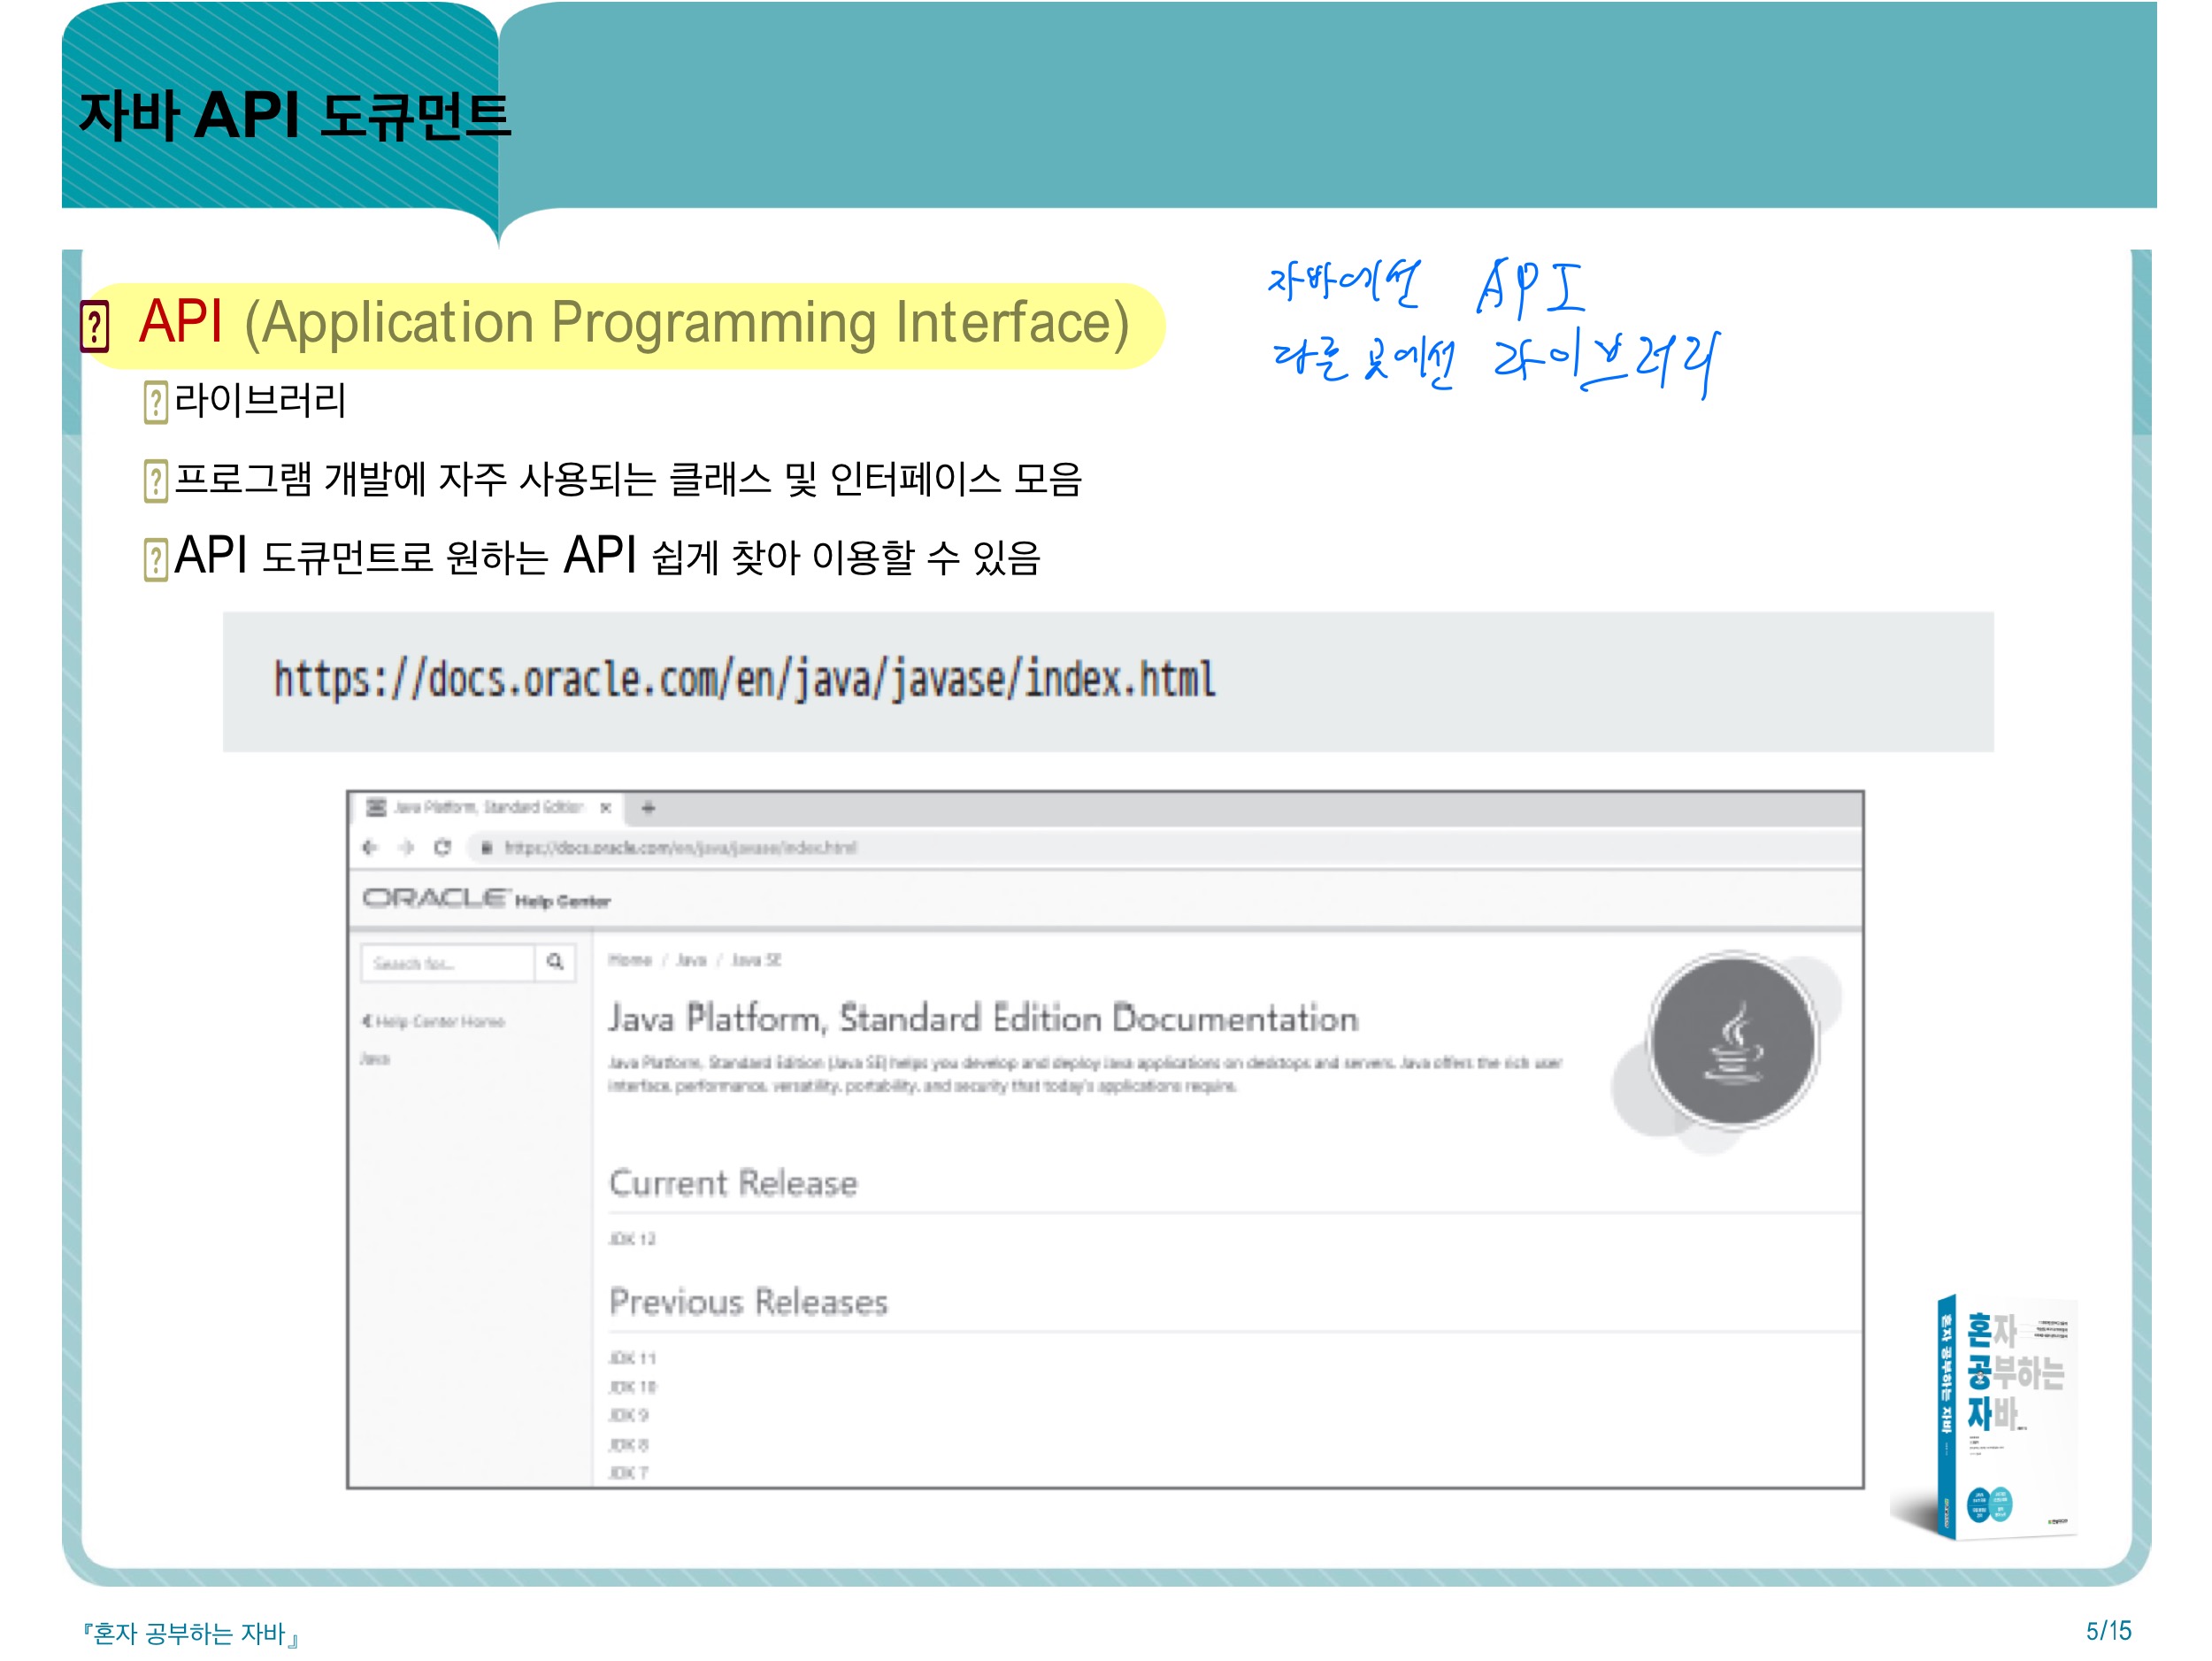 자바 API 도큐먼트
API (Application Programming Interface)
자바에선 API
다른 곳에선 라이브러리
라이브러리
프로그램 개발에 자주 사용되는 클래스 및 인터페이스 모음
API 도큐먼트로 원하는 API 쉽게 찾아 이용할 수 있음
https://docs.oracle.com/en/java/javase/index.html
Java Platform, Standard Edition
https://docs.oracle.com/en/java/javase/index.html
ORACLE Help Center
Search for...
Home / Java / Java SE
Help Center Home
Java
Java Platform, Standard Edition Documentation
Java Platform, Standard Edition (Java SE) helps you develop and deploy Java applications on desktops and servers. Java offers the rich user
interface, performance, versatility, portability, and security that today's applications require.
Current Release
JDK 12
Previous Releases
JDK 11
JDK 10
JDK 9
JDK 8
JDK 7
혼자 공부하는 자바
혼자
공부하는
자바
『혼자 공부하는 자바』
5/15